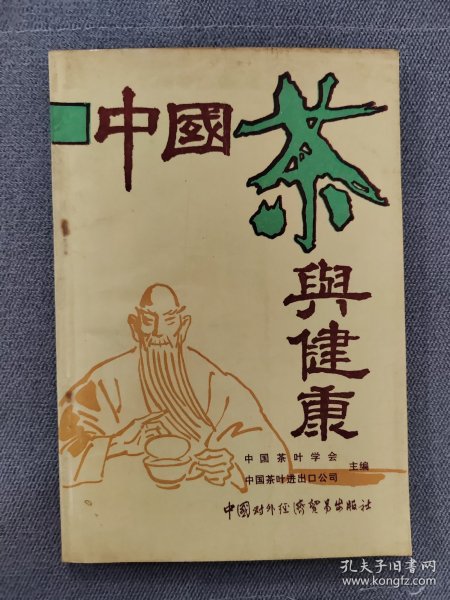 中國茶
與健康
中国茶叶学会
中国茶叶进出口公司
主编
中国对外经济贸易出版社
孔夫子旧书网
www.kongfz.com